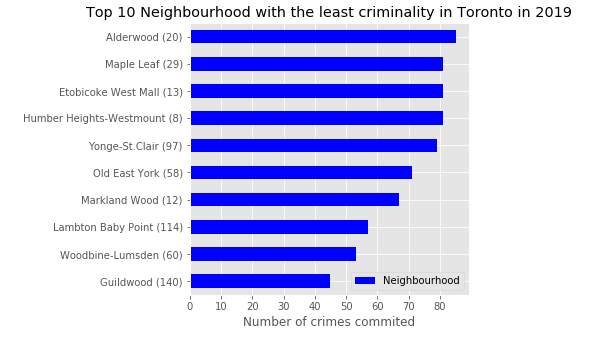 Top 10 Neighbourhood with the least criminality in Toronto in 2019
Alderwood (20)
Maple Leaf (29)
Etobicoke West Mall (13)
Humber Heights-Westmount (8)
Yonge-St.Clair (97)
Old East York (58)
Markland Wood (12)
Lambton Baby Point (114)
Woodbine-Lumsden (60)
Guildwood (140)
Neighbourhood
0 10 20 30 40 50 60 70 80
Number of crimes commited